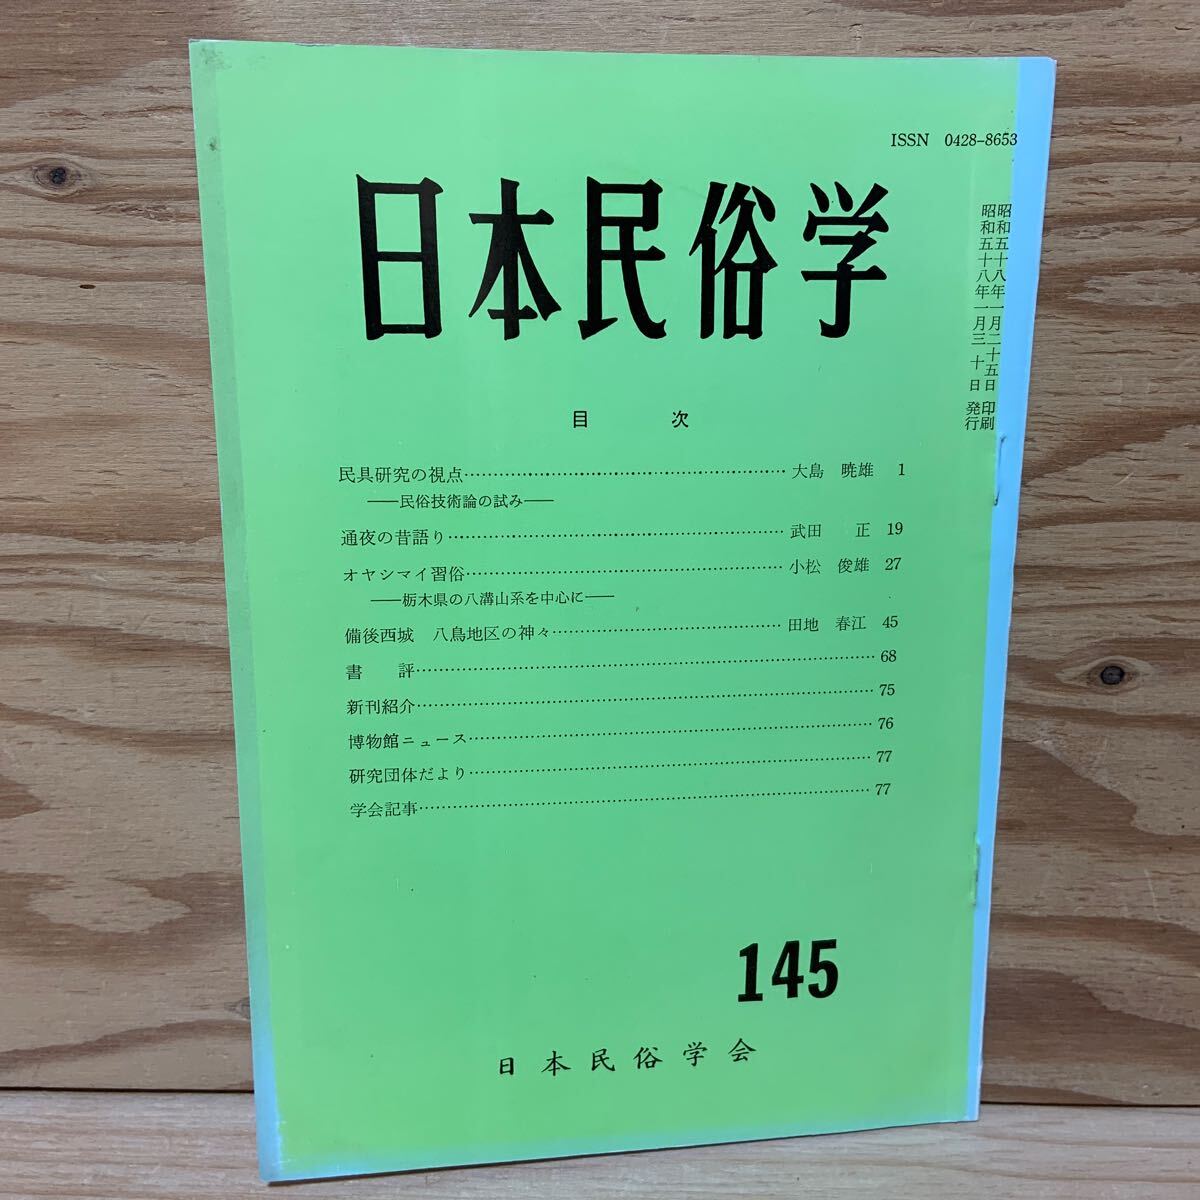 ISSN 0428-8653
日本民俗学
昭和五十八年一月二十五日 印刷
昭和五十八年一月三十日 発行
目次
民具研究の視点……………………………………大島 暁雄 1
——民俗技術論の試み——
通夜の昔語り……………………………………武田 正 19
オヤシマイ習俗……………………………………小松 俊雄 27
——栃木県の八溝山系を中心に——
備後西城 八鳥地区の神々……………………………田地 春江 45
書評……………………………………………………68
新刊紹介………………………………………………75
博物館ニュース………………………………………76
研究団体だより………………………………………77
学会記事………………………………………………77
145
日本民俗学会